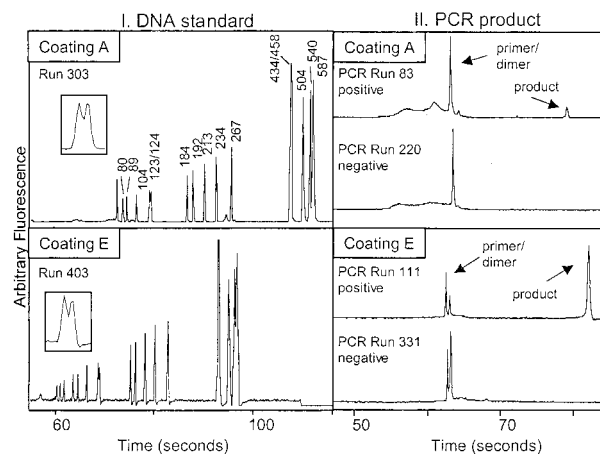 I. DNA standard
II. PCR product
Coating A
Run 303
80
89
104
123/124
184
192
213
234
267
434/458
504
540
587
Coating A
PCR Run 83
positive
primer/
dimer
product
PCR Run 220
negative
Arbitrary Fluorescence
Coating E
Run 403
Coating E
PCR Run 111
positive
primer/
dimer
product
PCR Run 331
negative
60
100
50
70
Time (seconds)
Time (seconds)